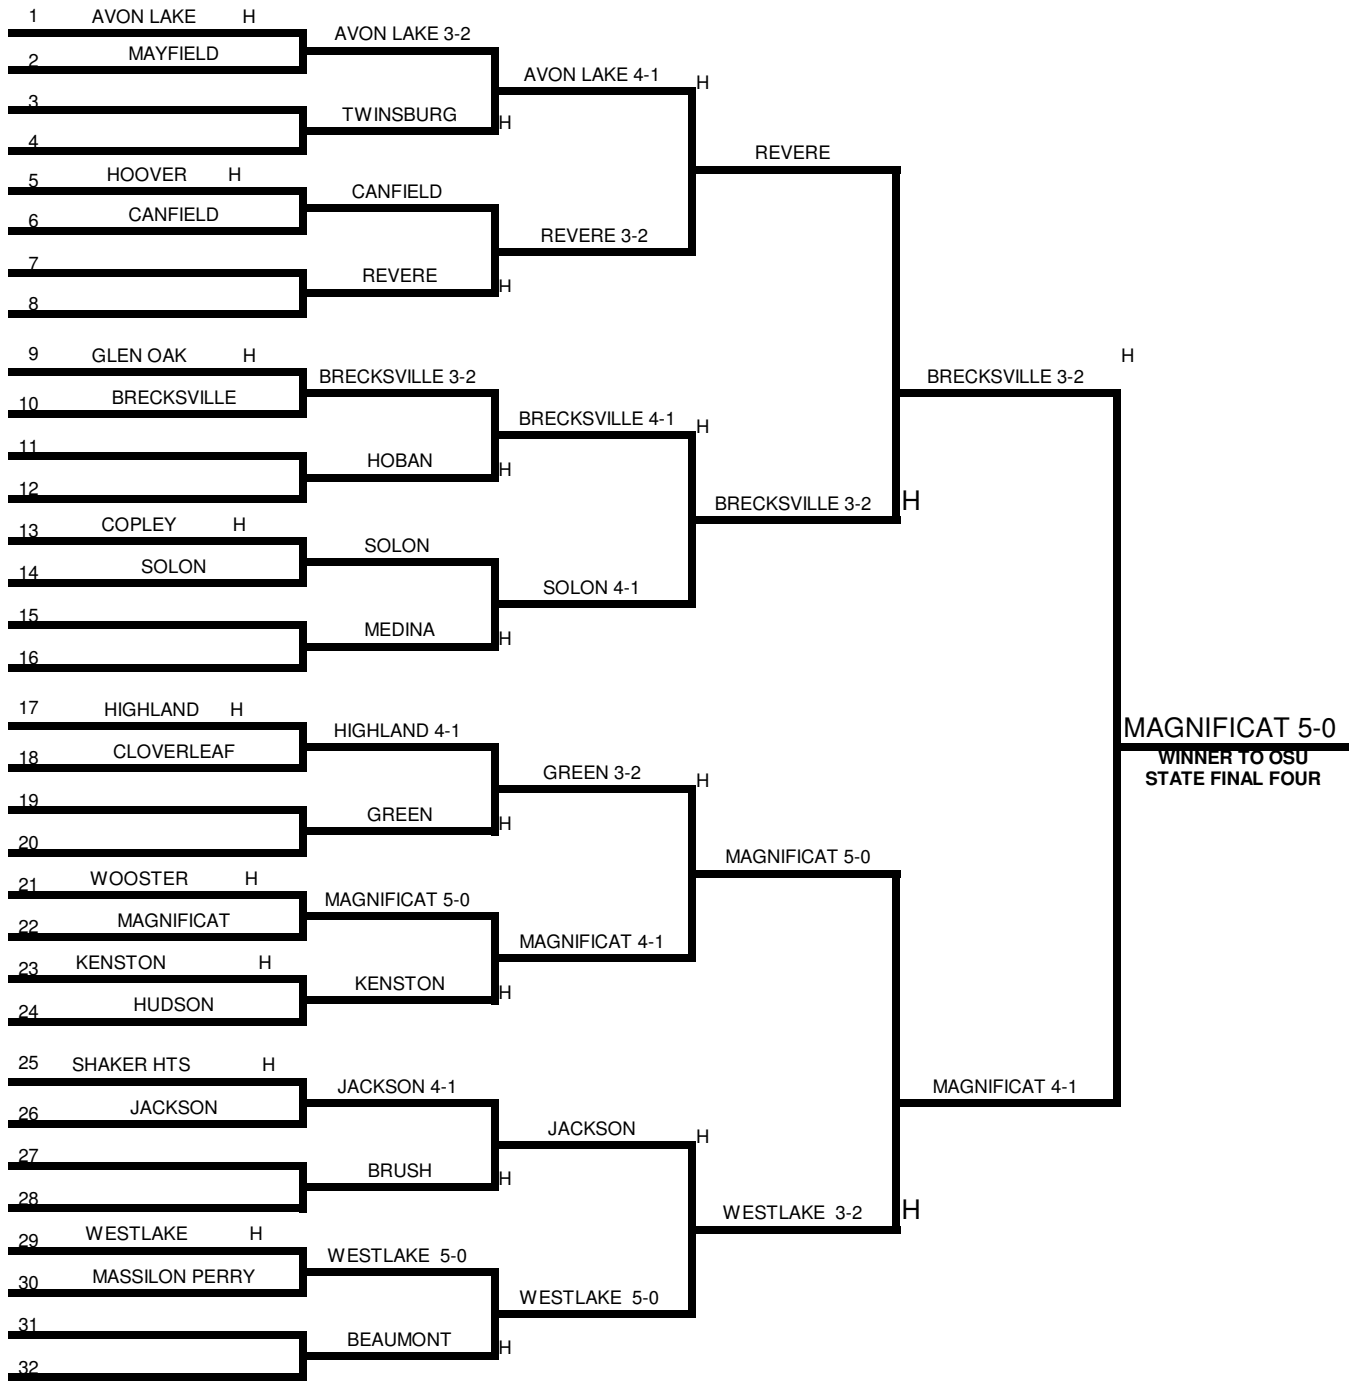 1 AVON LAKE H
AVON LAKE 3-2
2 MAYFIELD
AVON LAKE 4-1 H
3
TWINSBURG H
4
REVERE
5 HOOVER H
CANFIELD
6 CANFIELD
REVERE 3-2
7
REVERE H
8
9 GLEN OAK H
H
BRECKSVILLE 3-2
BRECKSVILLE 3-2
10 BRECKSVILLE
BRECKSVILLE 4-1 H
11
HOBAN H
12
BRECKSVILLE 3-2 H
13 COPLEY H
SOLON
14 SOLON
SOLON 4-1
15
MEDINA H
16
17 HIGHLAND H
HIGHLAND 4-1
MAGNIFICAT 5-0
WINNER TO OSU
STATE FINAL FOUR
18 CLOVERLEAF
GREEN 3-2 H
19
GREEN H
20
MAGNIFICAT 5-0
21 WOOSTER H
MAGNIFICAT 5-0
22 MAGNIFICAT
MAGNIFICAT 4-1
23 KENSTON H
KENSTON H
24 HUDSON
25 SHAKER HTS H
JACKSON 4-1
MAGNIFICAT 4-1
26 JACKSON
JACKSON H
27
BRUSH H
28
WESTLAKE 3-2 H
29 WESTLAKE H
WESTLAKE 5-0
30 MASSILON PERRY
WESTLAKE 5-0
31
BEAUMONT H
32